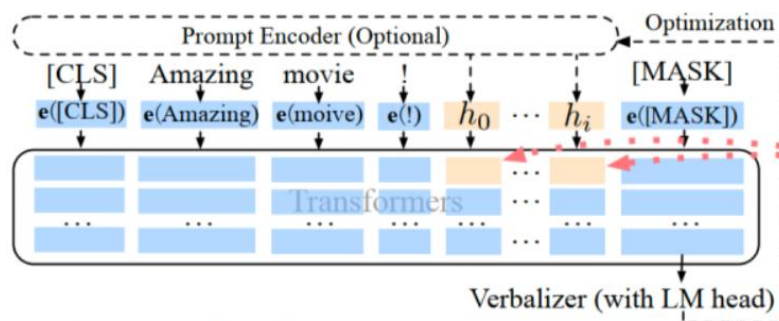 Prompt Encoder (Optional) Optimization
[CLS] Amazing movie ! [MASK]
e([CLS]) e(Amazing) e(moive) e(!) h0 ... hi e([MASK])
...
Transformers
... ... ... ... ... ... ... ...
...
Verbalizer (with LM head)